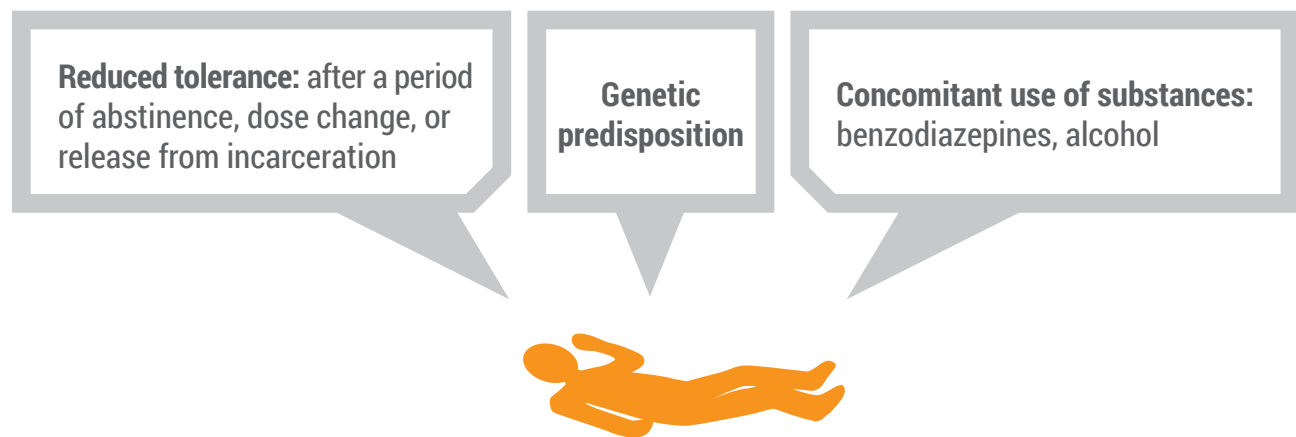 Reduced tolerance: after a period
of abstinence, dose change, or
release from incarceration
Genetic
predisposition
Concomitant use of substances:
benzodiazepines, alcohol